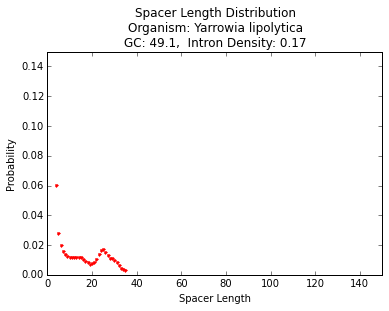 Spacer Length Distribution
Organism: Yarrowia lipolytica
GC: 49.1,  Intron Density: 0.17
0.14
0.12
0.10
0.08
0.06
0.04
0.02
0.00
Probability
0 20 40 60 80 100 120 140
Spacer Length